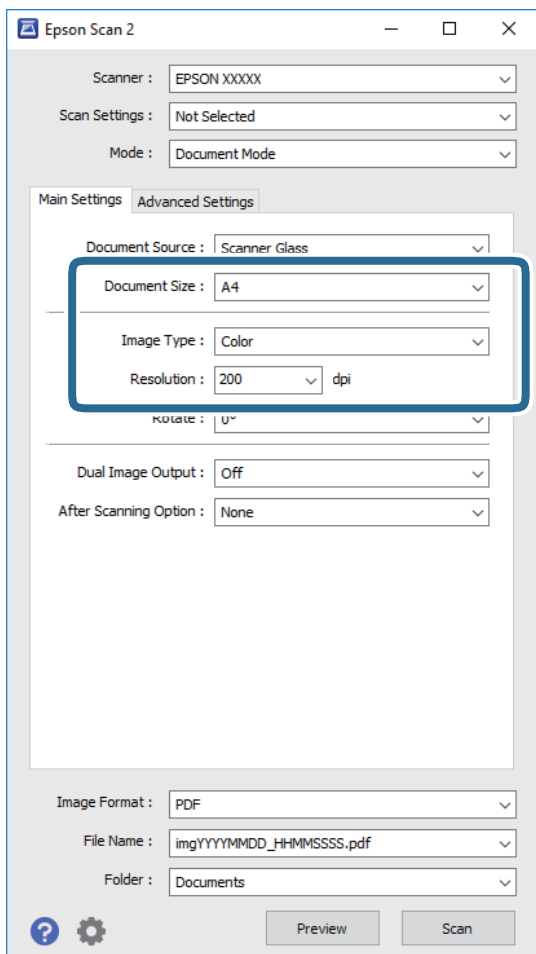 Epson Scan 2
Scanner : EPSON XXXXX
Scan Settings : Not Selected
Mode : Document Mode
Main Settings Advanced Settings
Document Source : Scanner Glass
Document Size : A4
Image Type : Color
Resolution : 200 dpi
Rotate : 0°
Dual Image Output : Off
After Scanning Option : None
Image Format : PDF
File Name : imgYYYYMMDD_HHMMSSSS.pdf
Folder : Documents
? Preview Scan